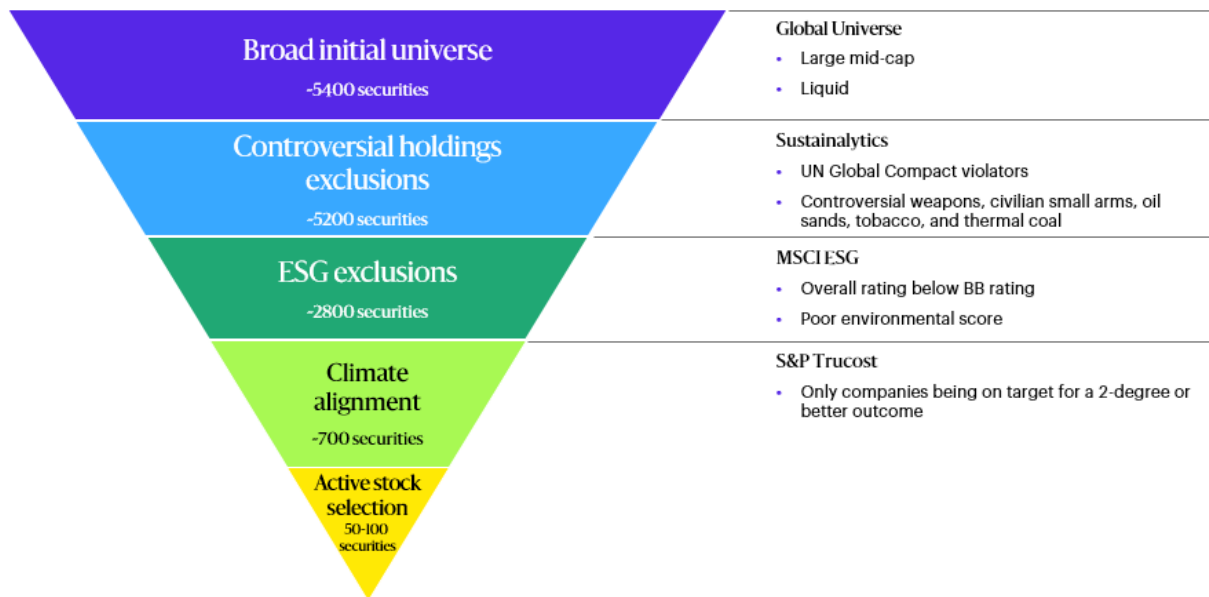 Broad initial universe
~5400 securities
Global Universe
• Large mid-cap
• Liquid
Controversial holdings
exclusions
~5200 securities
Sustainalytics
• UN Global Compact violators
• Controversial weapons, civilian small arms, oil
sands, tobacco, and thermal coal
ESG exclusions
~2800 securities
MSCI ESG
• Overall rating below BB rating
• Poor environmental score
Climate
alignment
~700 securities
S&P Trucost
• Only companies being on target for a 2-degree or
better outcome
Active stock
selection
50-100
securities